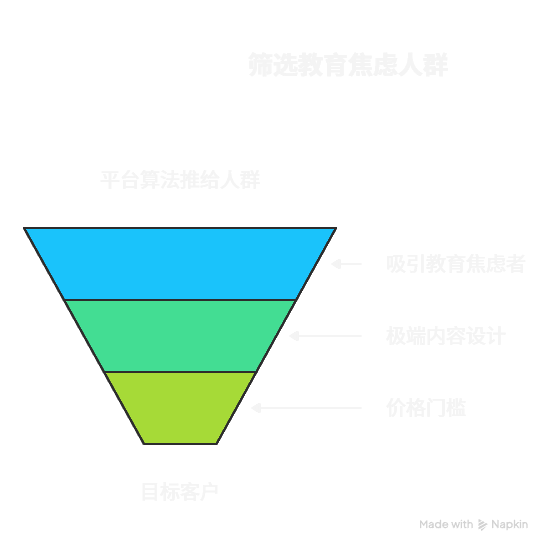 筛选教育焦虑人群
平台算法推给人群
吸引教育焦虑者
极端内容设计
价格门槛
目标客户
Made with Napkin